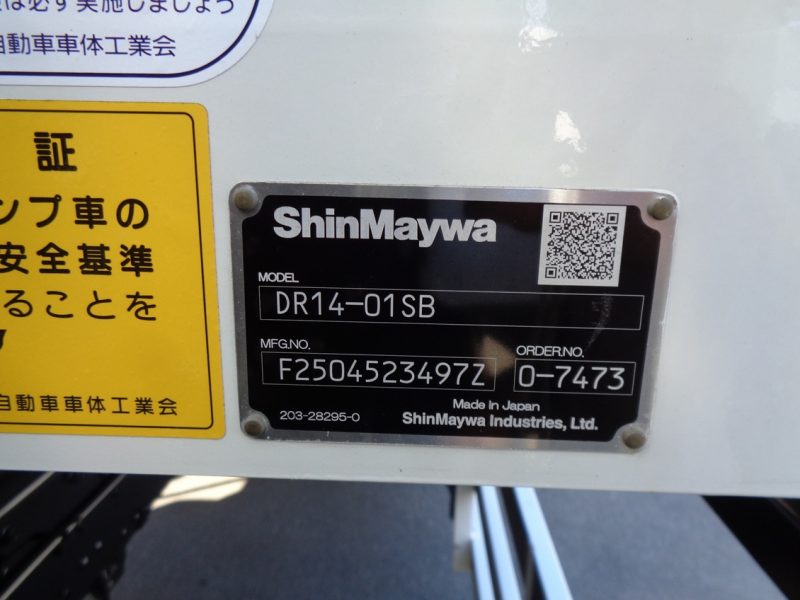 は必ず実施しましょう
自動車車体工業会
証
ンプ車の
安全基準
ることを
自動車車体工業会
ShinMaywa
MODEL
DR14-01SB
MFG.NO.
F2504523497Z
ORDER.NO.
0-7473
Made in Japan
203-28295-0
ShinMaywa Industries, Ltd.